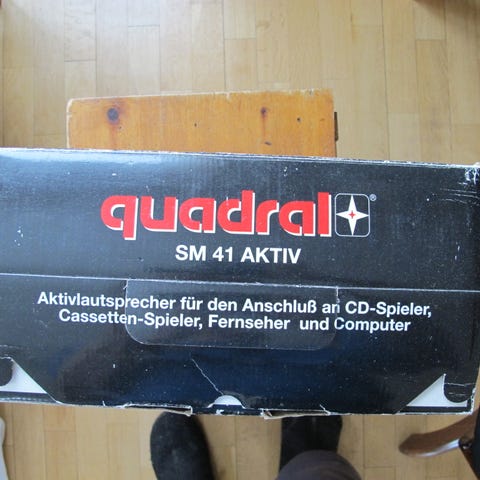 quadral®
SM 41 AKTIV
Aktivlautsprecher für den Anschluß an CD-Spieler,
Cassetten-Spieler, Fernseher und Computer